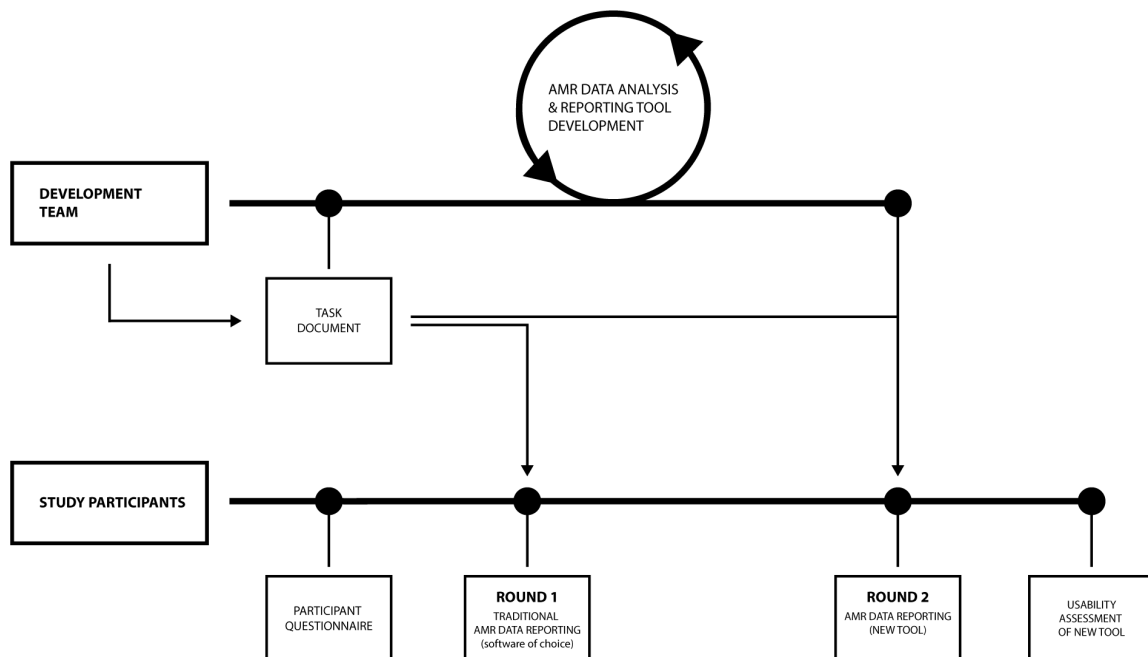 AMR DATA ANALYSIS
& REPORTING TOOL
DEVELOPMENT
DEVELOPMENT
TEAM
TASK
DOCUMENT
STUDY PARTICIPANTS
PARTICIPANT
QUESTIONNAIRE
ROUND 1
TRADITIONAL
AMR DATA REPORTING
(software of choice)
ROUND 2
AMR DATA REPORTING
(NEW TOOL)
USABILITY
ASSESSMENT
OF NEW TOOL